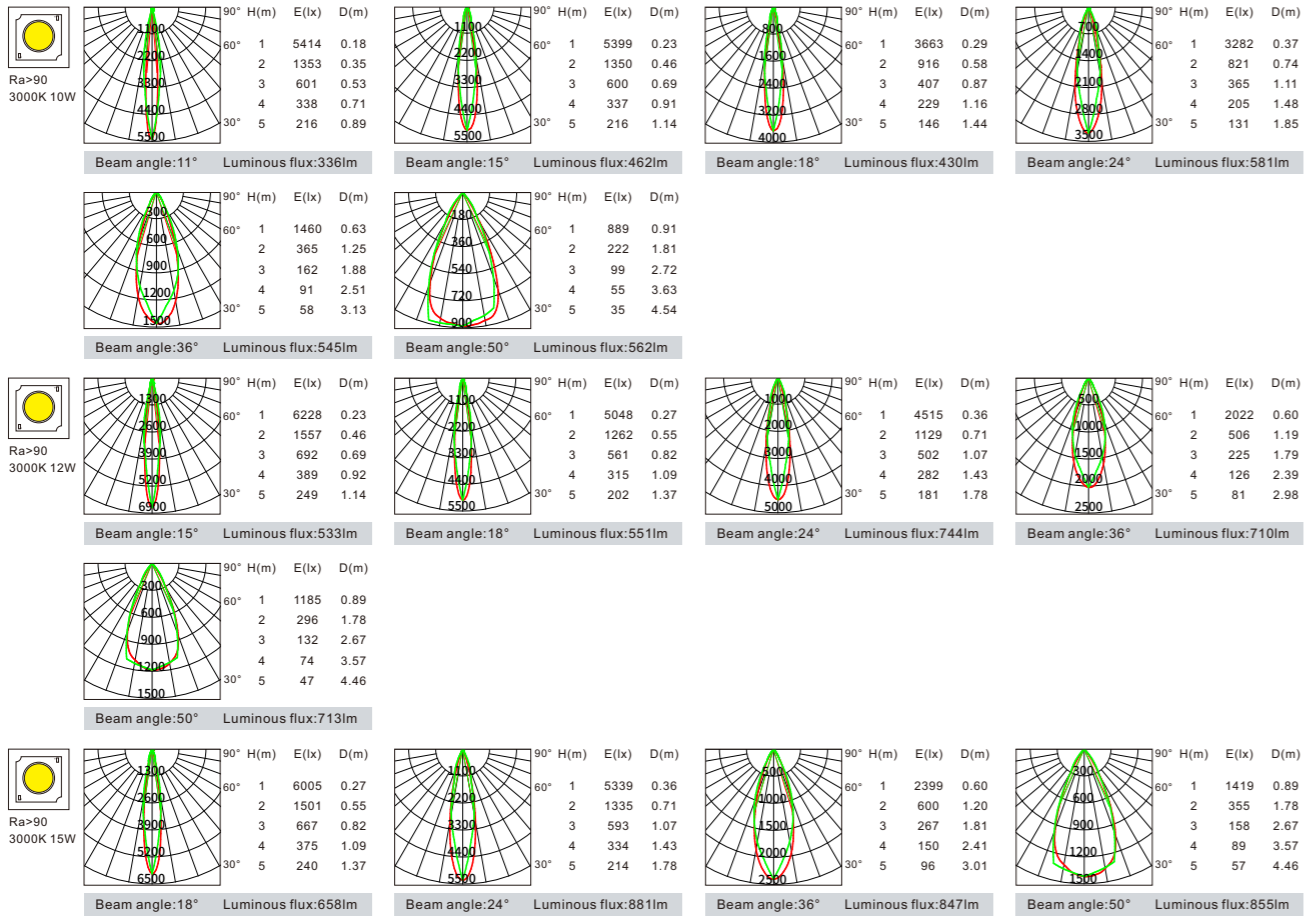 Ra>90
3000K 10W
1100
2200
3300
4400
5500
90° H(m) E(lx) D(m)
60° 1 5414 0.18
2 1353 0.35
3 601 0.53
4 338 0.71
30° 5 216 0.89
Beam angle:11° Luminous flux:336lm
1100
2200
3300
4400
5500
90° H(m) E(lx) D(m)
60° 1 5399 0.23
2 1350 0.46
3 600 0.69
4 337 0.91
30° 5 216 1.14
Beam angle:15° Luminous flux:462lm
800
1600
2400
3200
4000
90° H(m) E(lx) D(m)
60° 1 3663 0.29
2 916 0.58
3 407 0.87
4 229 1.16
30° 5 146 1.44
Beam angle:18° Luminous flux:430lm
700
1400
2100
2800
3500
90° H(m) E(lx) D(m)
60° 1 3282 0.37
2 821 0.74
3 365 1.11
4 205 1.48
30° 5 131 1.85
Beam angle:24° Luminous flux:581lm
300
600
900
1200
1500
90° H(m) E(lx) D(m)
60° 1 1460 0.63
2 365 1.25
3 162 1.88
4 91 2.51
30° 5 58 3.13
Beam angle:36° Luminous flux:545lm
180
360
540
720
900
90° H(m) E(lx) D(m)
60° 1 889 0.91
2 222 1.81
3 99 2.72
4 55 3.63
30° 5 35 4.54
Beam angle:50° Luminous flux:562lm
Ra>90
3000K 12W
1300
2600
3900
5200
6900
90° H(m) E(lx) D(m)
60° 1 6228 0.23
2 1557 0.46
3 692 0.69
4 389 0.92
30° 5 249 1.14
Beam angle:15° Luminous flux:533lm
1100
2200
3300
4400
5500
90° H(m) E(lx) D(m)
60° 1 5048 0.27
2 1262 0.55
3 561 0.82
4 315 1.09
30° 5 202 1.37
Beam angle:18° Luminous flux:551lm
1000
2000
3000
4000
5000
90° H(m) E(lx) D(m)
60° 1 4515 0.36
2 1129 0.71
3 502 1.07
4 282 1.43
30° 5 181 1.78
Beam angle:24° Luminous flux:744lm
500
1000
1500
2000
2500
90° H(m) E(lx) D(m)
60° 1 2022 0.60
2 506 1.19
3 225 1.79
4 126 2.39
30° 5 81 2.98
Beam angle:36° Luminous flux:710lm
300
600
900
1200
1500
90° H(m) E(lx) D(m)
60° 1 1185 0.89
2 296 1.78
3 132 2.67
4 74 3.57
30° 5 47 4.46
Beam angle:50° Luminous flux:713lm
Ra>90
3000K 15W
1300
2600
3900
5200
6500
90° H(m) E(lx) D(m)
60° 1 6005 0.27
2 1501 0.55
3 667 0.82
4 375 1.09
30° 5 240 1.37
Beam angle:18° Luminous flux:658lm
1100
2200
3300
4400
5500
90° H(m) E(lx) D(m)
60° 1 5339 0.36
2 1335 0.71
3 593 1.07
4 334 1.43
30° 5 214 1.78
Beam angle:24° Luminous flux:881lm
500
1000
1500
2000
2500
90° H(m) E(lx) D(m)
60° 1 2399 0.60
2 600 1.20
3 267 1.81
4 150 2.41
30° 5 96 3.01
Beam angle:36° Luminous flux:847lm
300
600
900
1200
1500
90° H(m) E(lx) D(m)
60° 1 1419 0.89
2 355 1.78
3 158 2.67
4 89 3.57
30° 5 57 4.46
Beam angle:50° Luminous flux:855lm